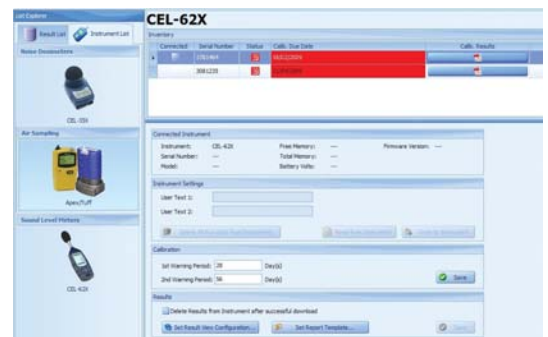 List Explorer
CEL-62X
Result List
Instrument List
Inventory
Connected Serial Number Status Calib. Due Date Calib. Results
Noise Dosimeters
3081235
CEL-35X
Air Sampling
Apex/Tuff
Sound Level Meters
CEL-62X
Connected Instrument
Instrument: CEL-62X Free Memory: --- Firmware Version: ---
Serial Number: --- Total Memory: ---
Model: --- Battery Volts: ---
Instrument Settings
User Text 1:
User Text 2:
Calibration
1st Warning Period: 28 Day(s)
2nd Warning Period: 56 Day(s)
Save
Results
Delete Results from Instrument after successful download
Set Result View Configuration...
Set Report Template...
Save